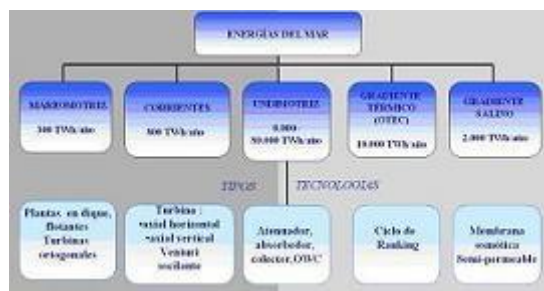 ENERGÍAS DEL MAR
MAREOMOTRIZ
300 TWh/año
CORRIENTES
800 TWh/año
UNDIMOTRIZ
8.000-
80.000 TWh/año
GRADIENTE
TÉRMICO
(OTEC)
10.000 TWh/año
GRADIENTE
SALINO
2.000 TWh/año
TIPOS
TECNOLOGIAS
Plantas en dique,
flotantes
Turbinas
ortogonales
Turbina :
•axial horizontal
•axial vertical
Venturi
oscilante
Atenuador,
absorbedor,
colector, OWC
Ciclo de
Ranking
Membrana
osmótica
Semi-permeable